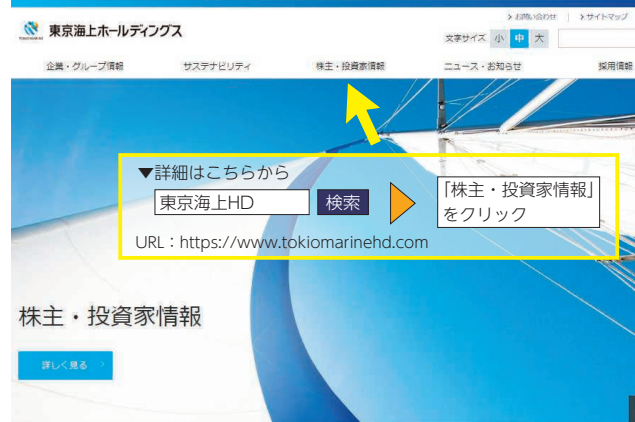 お問い合わせ
サイトマップ
東京海上ホールディングス
文字サイズ 小 中 大
企業・グループ情報 サステナビリティ 株主・投資家情報 ニュース・お知らせ 採用情報
▼詳細はこちらから
東京海上HD 検索
「株主・投資家情報」
をクリック
URL：https://www.tokiomarinehd.com
株主・投資家情報
詳しく見る